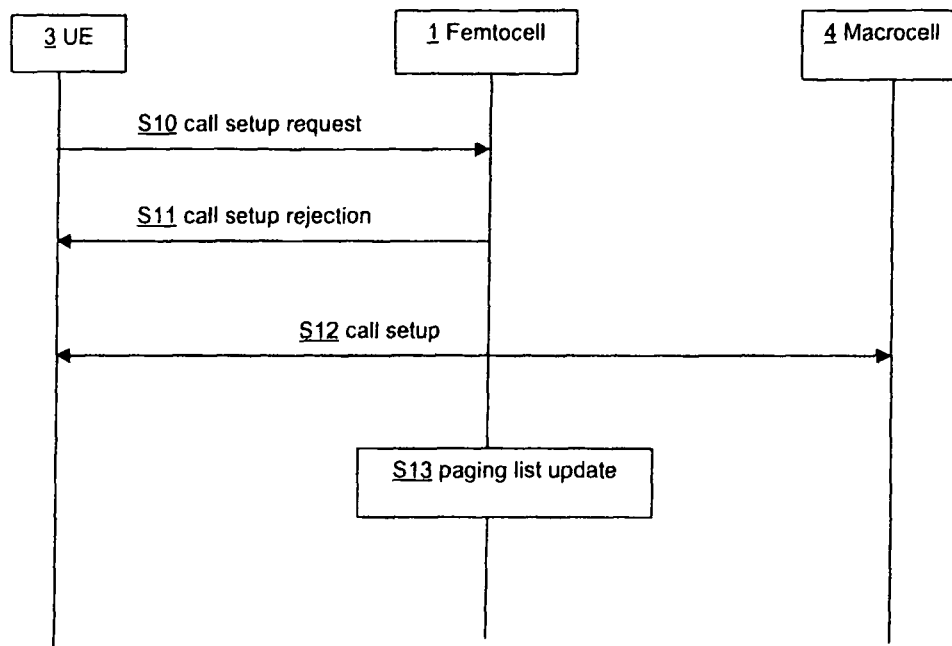 3 UE
1 Femtocell
4 Macrocell
S10 call setup request
S11 call setup rejection
S12 call setup
S13 paging list update